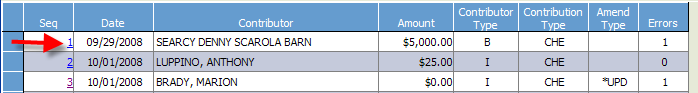 Seq Date Contributor Amount Contributor Type Contribution Type Amend Type Errors
1 09/29/2008 SEARCY DENNY SCAROLA BARN $5,000.00 B CHE 1
2 10/01/2008 LUPPINO, ANTHONY $25.00 I CHE 0
3 10/01/2008 BRADY, MARION $0.00 I CHE *UPD 1